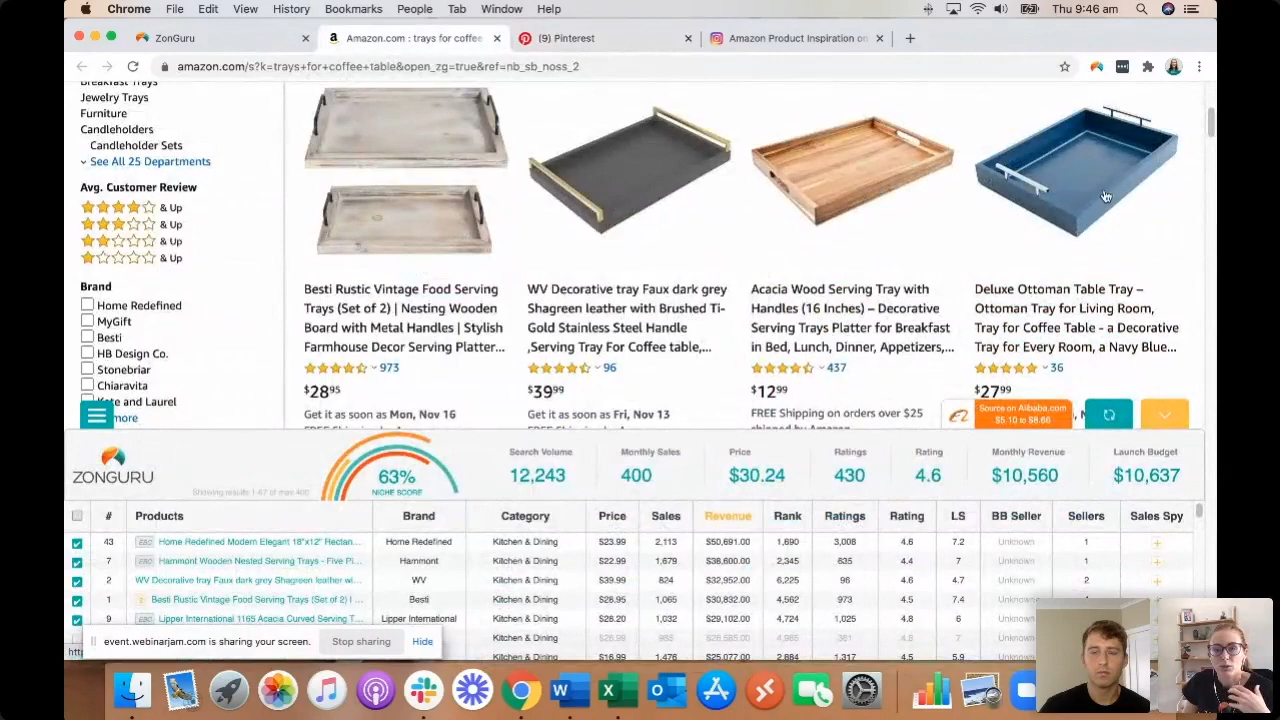 Chrome File Edit View History Bookmarks People Tab Window Help Thu 9:46 am
ZonGuru
Amazon.com : trays for coffee
(9) Pinterest
Amazon Product Inspiration on
amazon.com/s?k=trays+for+coffee+table&open_zg=true&ref=nb_sb_noss_2
Breakfast Trays
Jewelry Trays
Furniture
Candleholders
Candleholder Sets
See All 25 Departments
Avg. Customer Review
& Up
& Up
& Up
& Up
Brand
Home Redefined
MyGift
Besti
HB Design Co.
Stonebriar
Chiaravita
Kate and Laurel
more
Besti Rustic Vintage Food Serving
Trays (Set of 2) | Nesting Wooden
Board with Metal Handles | Stylish
Farmhouse Decor Serving Platter...
973
$2895
Get it as soon as Mon, Nov 16
WV Decorative tray Faux dark grey
Shagreen leather with Brushed Ti-
Gold Stainless Steel Handle
,Serving Tray For Coffee table,...
96
$3999
Get it as soon as Fri, Nov 13
Acacia Wood Serving Tray with
Handles (16 Inches) – Decorative
Serving Trays Platter for Breakfast
in Bed, Lunch, Dinner, Appetizers,...
437
$1299
FREE Shipping on orders over $25
shipped by Amazon
Deluxe Ottoman Table Tray –
Ottoman Tray for Living Room,
Tray for Coffee Table - a Decorative
Tray for Every Room, a Navy Blue...
36
$2799
Source on Alibaba.com
$5.10 to $8.66
ZONGURU
Showing results 1-67 of max 400
63%
NICHE SCORE
Search Volume Monthly Sales Price Ratings Rating Monthly Revenue Launch Budget
12,243 400 $30.24 430 4.6 $10,560 $10,637
# Products Brand Category Price Sales Revenue Rank Ratings Rating LS BB Seller Sellers Sales Spy
43 EBC Home Redefined Modern Elegant 18"x12" Rectan... Home Redefined Kitchen & Dining $23.99 2,113 $50,691.00 1,690 3,008 4.6 7.2 Unknown 1 +
7 EBC Hammont Wooden Nested Serving Trays - Five Pi... Hammont Kitchen & Dining $22.99 1,679 $38,600.00 2,345 635 4.4 7 Unknown 1 +
2 WV Decorative tray Faux dark grey Shagreen leather wi... WV Kitchen & Dining $39.99 824 $32,952.00 6,225 96 4.6 4.7 Unknown 2 +
1 Besti Rustic Vintage Food Serving Trays (Set of 2) | ... Besti Kitchen & Dining $28.95 1,065 $30,832.00 4,562 973 4.5 7.4 Unknown 1 +
9 EBC Lipper International 1165 Acacia Curved Serving T... Lipper International Kitchen & Dining $28.20 1,032 $29,102.00 4,724 1,025 4.8 6 Unknown 1
Kitchen & Dining 4.6 Unknown 1
Kitchen & Dining $16.99 1,476 $25,077.00 2,884 1,317 4.5 5.9 Unknown 1
event.webinarjam.com is sharing your screen. Stop sharing Hide